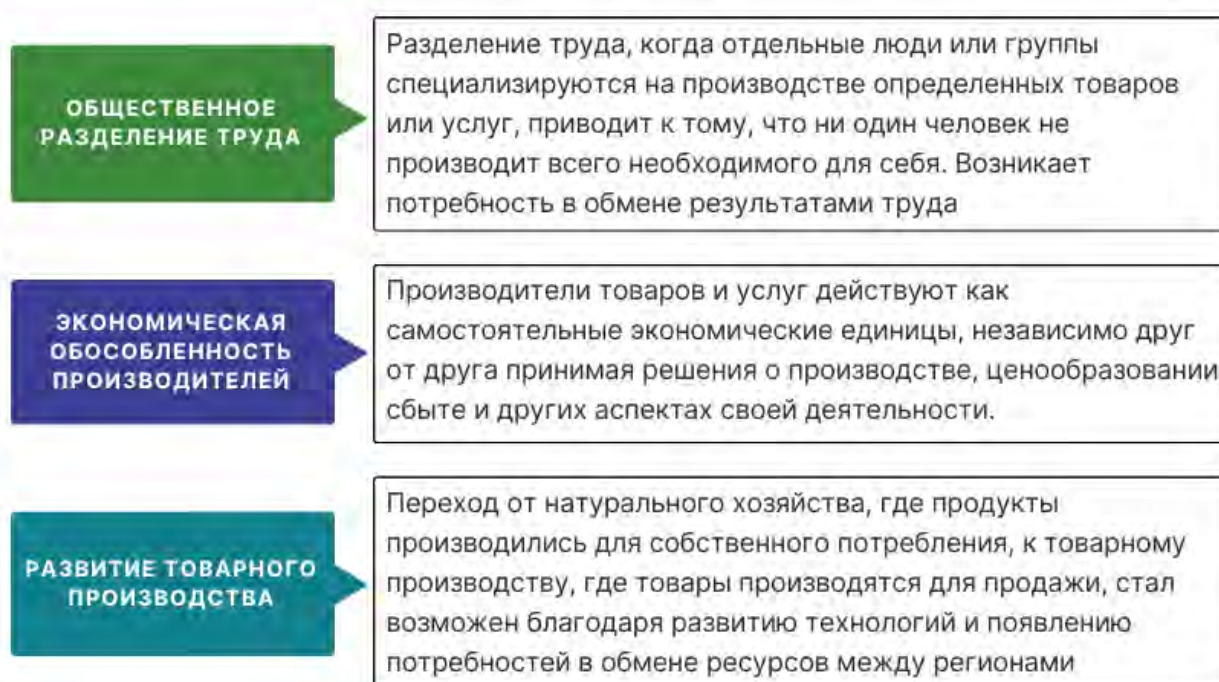 ОБЩЕСТВЕННОЕ
РАЗДЕЛЕНИЕ ТРУДА
Разделение труда, когда отдельные люди или группы
специализируются на производстве определенных товаров
или услуг, приводит к тому, что ни один человек не
производит всего необходимого для себя. Возникает
потребность в обмене результатами труда
ЭКОНОМИЧЕСКАЯ
ОБОСОБЛЕННОСТЬ
ПРОИЗВОДИТЕЛЕЙ
Производители товаров и услуг действуют как
самостоятельные экономические единицы, независимо друг
от друга принимая решения о производстве, ценообразовании
сбыте и других аспектах своей деятельности.
РАЗВИТИЕ ТОВАРНОГО
ПРОИЗВОДСТВА
Переход от натурального хозяйства, где продукты
производились для собственного потребления, к товарному
производству, где товары производятся для продажи, стал
возможен благодаря развитию технологий и появлению
потребностей в обмене ресурсов между регионами